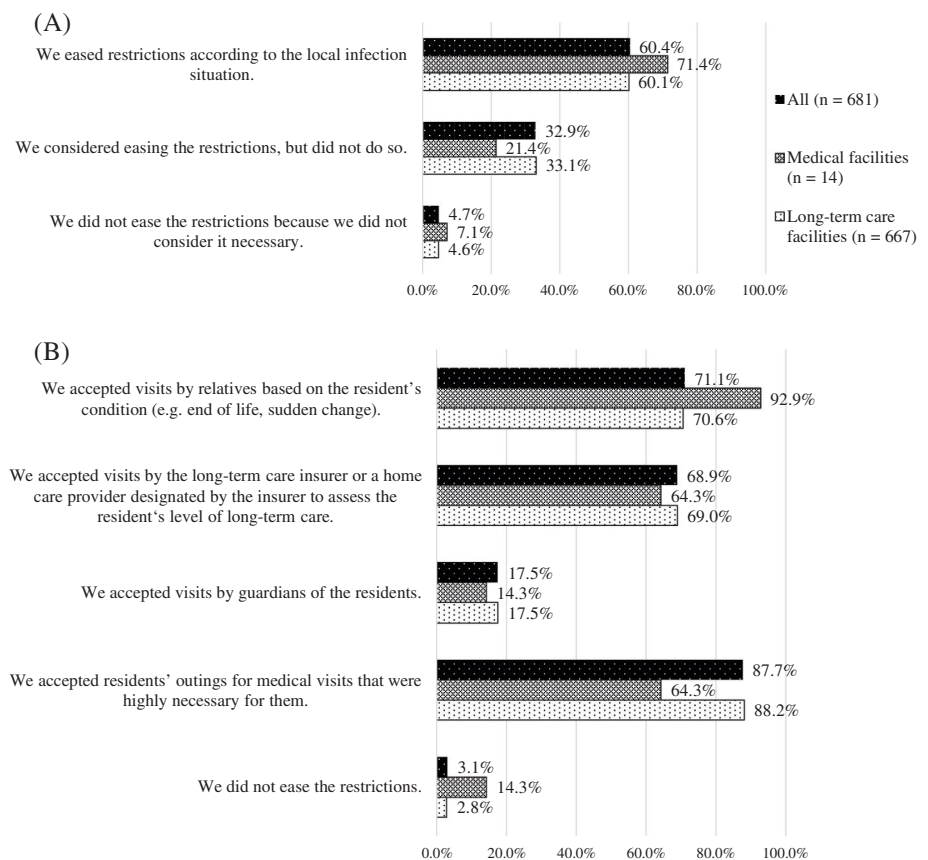 (A)
We eased restrictions according to the local infection
situation.
60.4%
71.4%
60.1%
We considered easing the restrictions, but did not do so.
32.9%
21.4%
33.1%
We did not ease the restrictions because we did not
consider it necessary.
4.7%
7.1%
4.6%
0.0% 20.0% 40.0% 60.0% 80.0% 100.0%
All (n = 681)
Medical facilities
(n = 14)
Long-term care
facilities (n = 667)
(B)
We accepted visits by relatives based on the resident’s
condition (e.g. end of life, sudden change).
71.1%
92.9%
70.6%
We accepted visits by the long-term care insurer or a home
care provider designated by the insurer to assess the
resident‘s level of long-term care.
68.9%
64.3%
69.0%
We accepted visits by guardians of the residents.
17.5%
14.3%
17.5%
We accepted residents’ outings for medical visits that were
highly necessary for them.
87.7%
64.3%
88.2%
We did not ease the restrictions.
3.1%
14.3%
2.8%
0.0% 20.0% 40.0% 60.0% 80.0% 100.0%